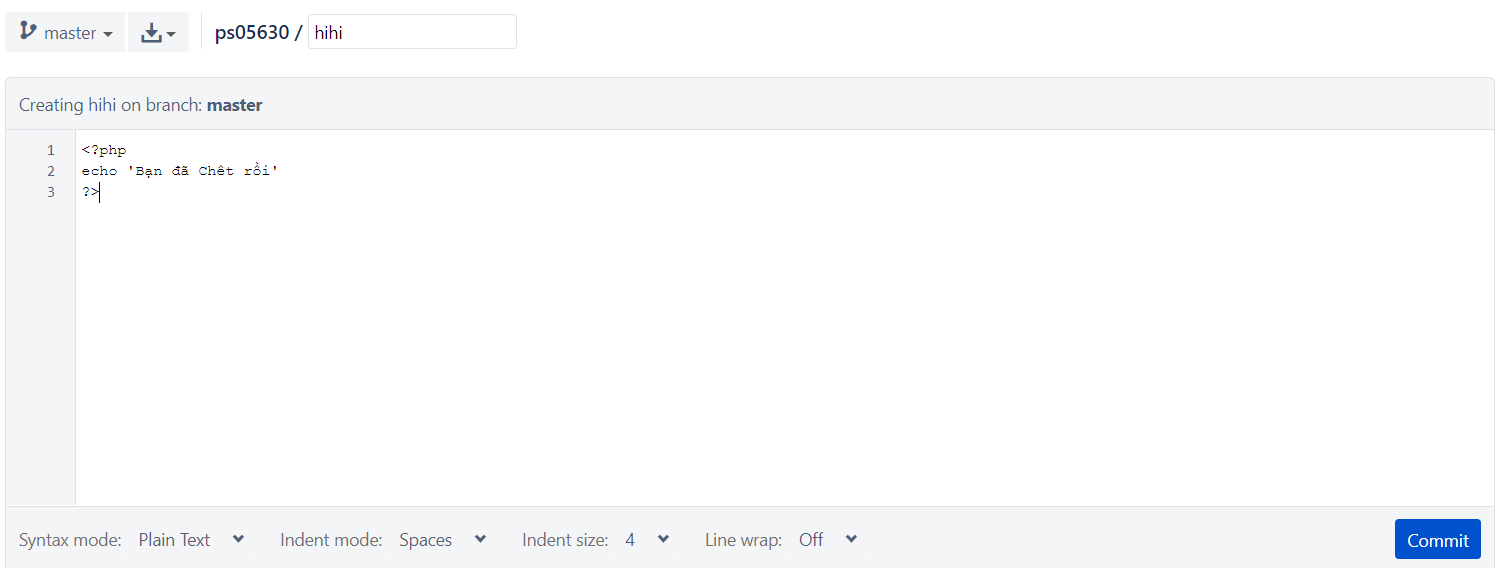 master
ps05630 / hihi
Creating hihi on branch: master
1 <?php
2 echo 'Bạn đã Chêt rồi'
3 ?>
Syntax mode: Plain Text Indent mode: Spaces Indent size: 4 Line wrap: Off Commit